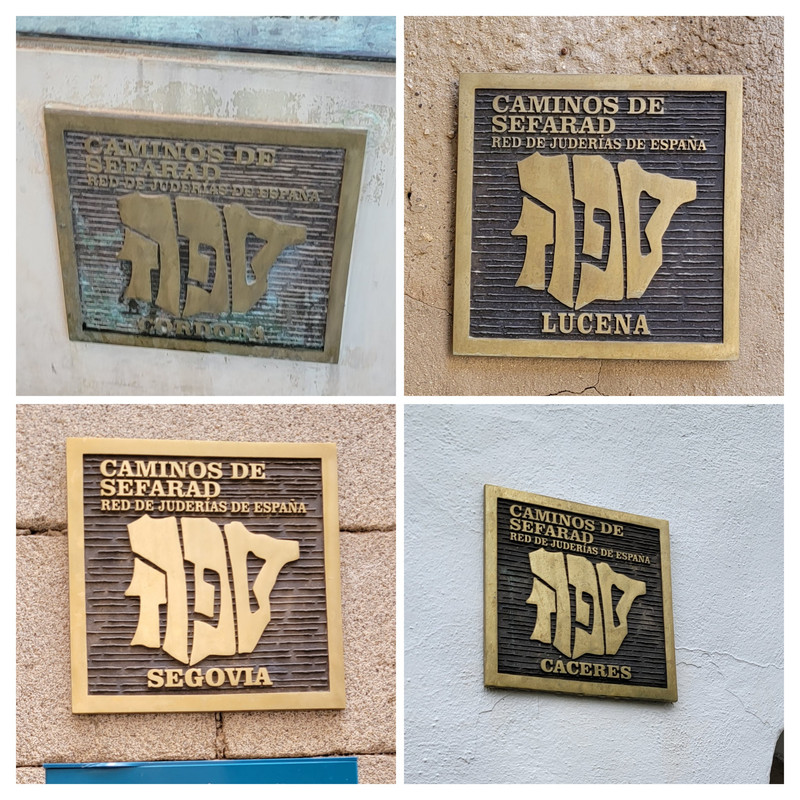 CAMINOS DE
SEFARAD
RED DE JUDERÍAS DE ESPAÑA
ספרד
CÓRDOBA
CAMINOS DE
SEFARAD
RED DE JUDERÍAS DE ESPAÑA
ספרד
LUCENA
CAMINOS DE
SEFARAD
RED DE JUDERÍAS DE ESPAÑA
ספרד
SEGOVIA
CAMINOS DE
SEFARAD
RED DE JUDERÍAS DE ESPAÑA
ספרד
CÁCERES